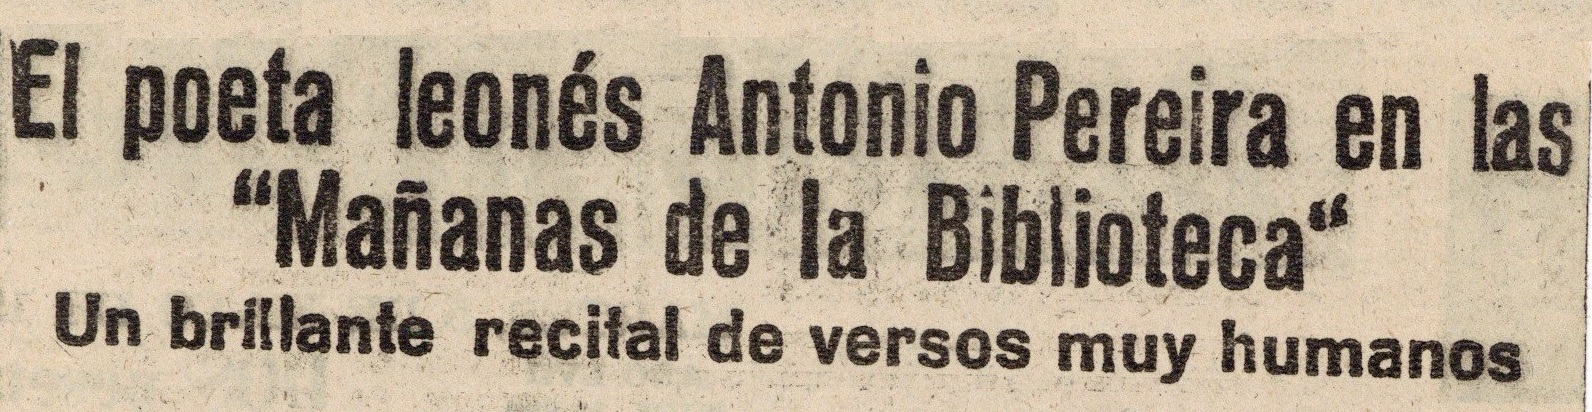 El poeta leonés Antonio Pereira en las
“Mañanas de la Biblioteca“
Un brillante recital de versos muy humanos